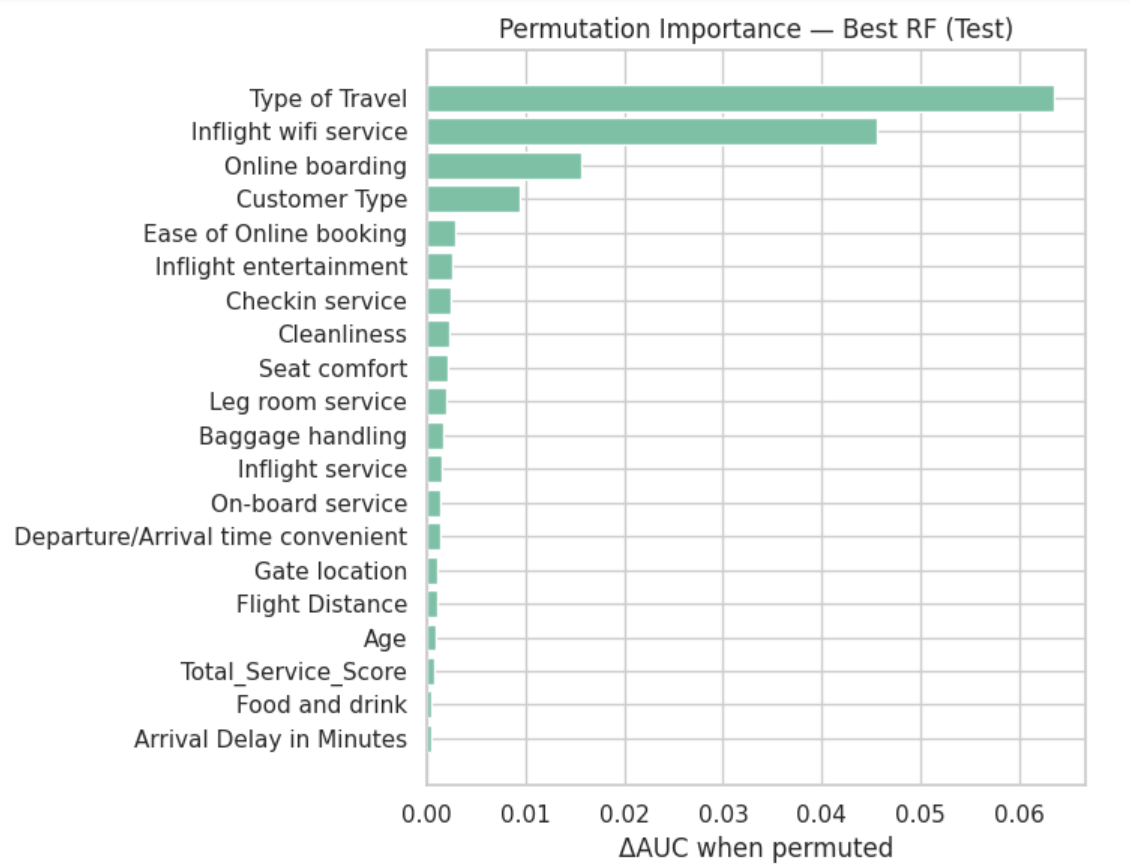 Permutation Importance — Best RF (Test)
Type of Travel
Inflight wifi service
Online boarding
Customer Type
Ease of Online booking
Inflight entertainment
Checkin service
Cleanliness
Seat comfort
Leg room service
Baggage handling
Inflight service
On-board service
Departure/Arrival time convenient
Gate location
Flight Distance
Age
Total_Service_Score
Food and drink
Arrival Delay in Minutes
0.00 0.01 0.02 0.03 0.04 0.05 0.06
ΔAUC when permuted